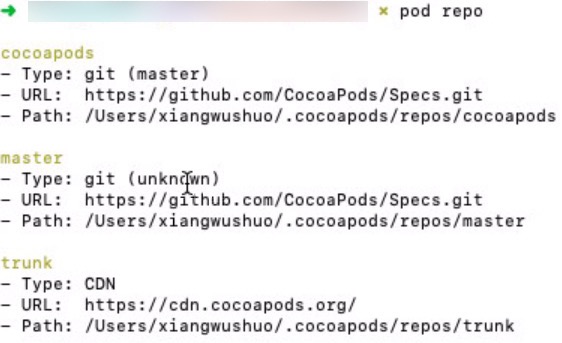 ➜ × pod repo
cocoapods
- Type: git (master)
- URL:  https://github.com/CocoaPods/Specs.git
- Path: /Users/xiangwushuo/.cocoapods/repos/cocoapods
master
- Type: git (unknown)
- URL:  https://github.com/CocoaPods/Specs.git
- Path: /Users/xiangwushuo/.cocoapods/repos/master
trunk
- Type: CDN
- URL:  https://cdn.cocoapods.org/
- Path: /Users/xiangwushuo/.cocoapods/repos/trunk